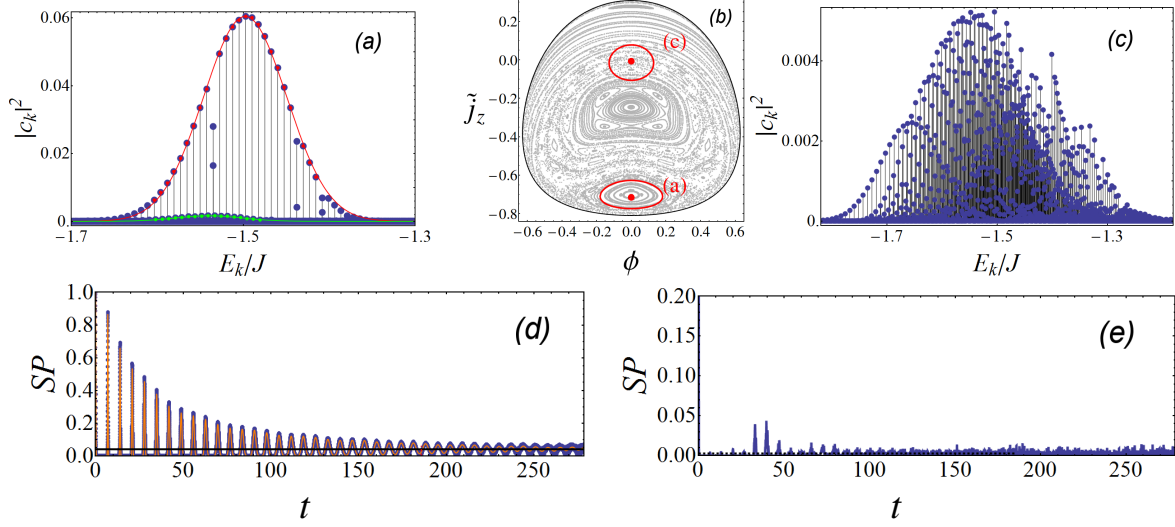 (a)
0.06
0.04
0.02
0
|c_k|^2
−1.7
−1.5
−1.3
E_k/J
(b)
0.2
0.0
−0.2
−0.4
−0.6
−0.8
j̃_z
(c)
(a)
−0.6
−0.4
−0.2
0.0
0.2
0.4
0.6
ϕ
(c)
0.004
0.002
0
|c_k|^2
−1.7
−1.5
−1.3
E_k/J
(d)
1.0
0.8
0.6
0.4
0.2
0.0
SP
0
50
100
150
200
250
t
(e)
0.20
0.15
0.10
0.05
0.00
SP
0
50
100
150
200
250
t